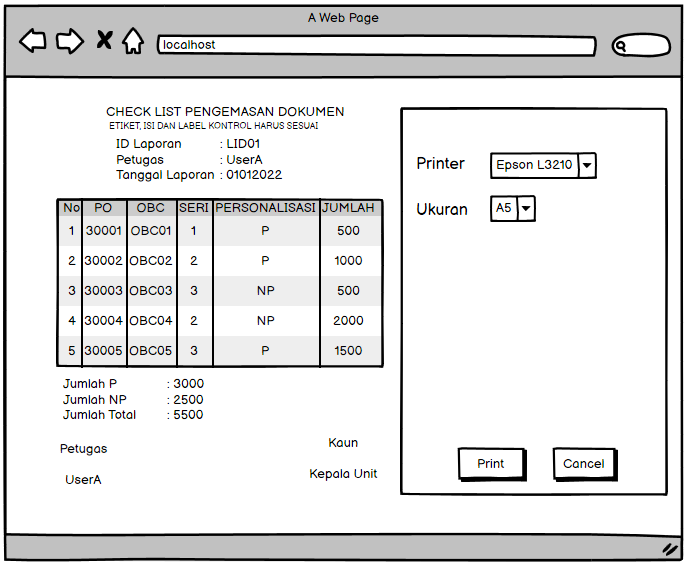 A Web Page
localhost
CHECK LIST PENGEMASAN DOKUMEN
ETIKET, ISI DAN LABEL KONTROL HARUS SESUAI
ID Laporan : LID01
Petugas : UserA
Tanggal Laporan : 01012022
No PO OBC SERI PERSONALISASI JUMLAH
1 30001 OBC01 1 P 500
2 30002 OBC02 2 P 1000
3 30003 OBC03 3 NP 500
4 30004 OBC04 2 NP 2000
5 30005 OBC05 3 P 1500
Jumlah P : 3000
Jumlah NP : 2500
Jumlah Total : 5500
Petugas
Kaun
UserA
Kepala Unit
Printer Epson L3210
Ukuran A5
Print Cancel